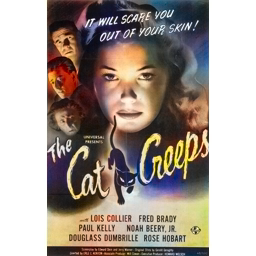 IT WILL SCARE YOU
OUT OF YOUR SKIN!
UNIVERSAL
PRESENTS
The
Cat Creeps
with LOIS COLLIER FRED BRADY
PAUL KELLY NOAH BEERY, JR.
DOUGLASS DUMBRILLE ROSE HOBART